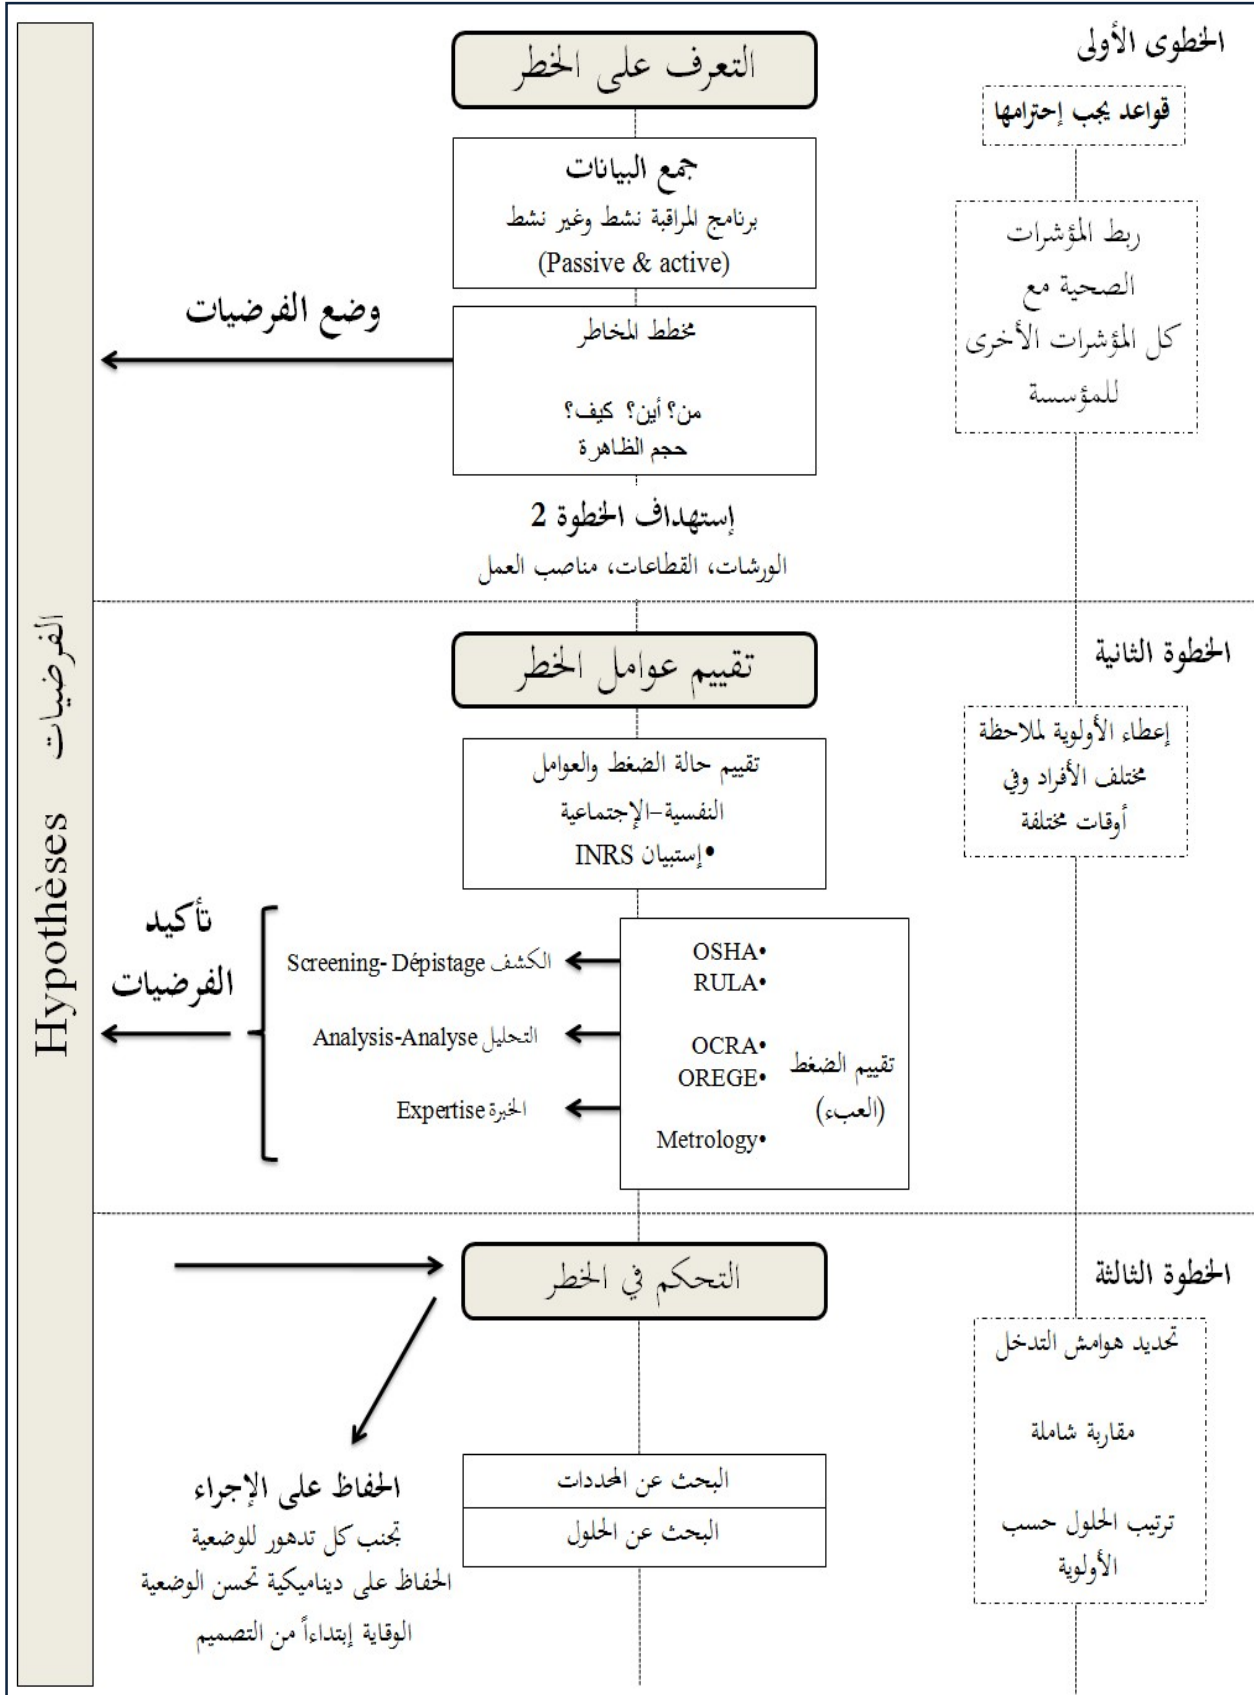 الخطوى الأولى
قواعد يجب إحترامها
ربط المؤشرات
الصحية مع
كل المؤشرات الأخرى
للمؤسسة
التعرف على الخطر
جمع البيانات
برنامج المراقبة نشط وغير نشط
(Passive & active)
مخطط المخاطر
من؟ أين؟ كيف؟
حجم الظاهرة
وضع الفرضيات
إستهداف الخطوة 2
الورشات، القطاعات، مناصب العمل
الخطوة الثانية
إعطاء الأولوية لملاحظة
مختلف الأفراد وفي
أوقات مختلفة
تقييم عوامل الخطر
تقييم حالة الضغط والعوامل
النفسية–الإجتماعية
•إستبيان INRS
تقييم الضغط
(العبء)
OSHA•
RULA•
OCRA•
OREGE•
Metrology•
الكشف Screening- Dépistage
التحليل Analysis-Analyse
الخبرة Expertise
تأكيد
الفرضيات
الخطوة الثالثة
تحديد هوامش التدخل
مقاربة شاملة
ترتيب الحلول حسب
الأولوية
التحكم في الخطر
البحث عن المحددات
البحث عن الحلول
الحفاظ على الإجراء
تجنب كل تدهور للوضعية
الحفاظ على ديناميكية تحسن الوضعية
الوقاية إبتداءاً من التصميم
Hypothèses الفرضيات